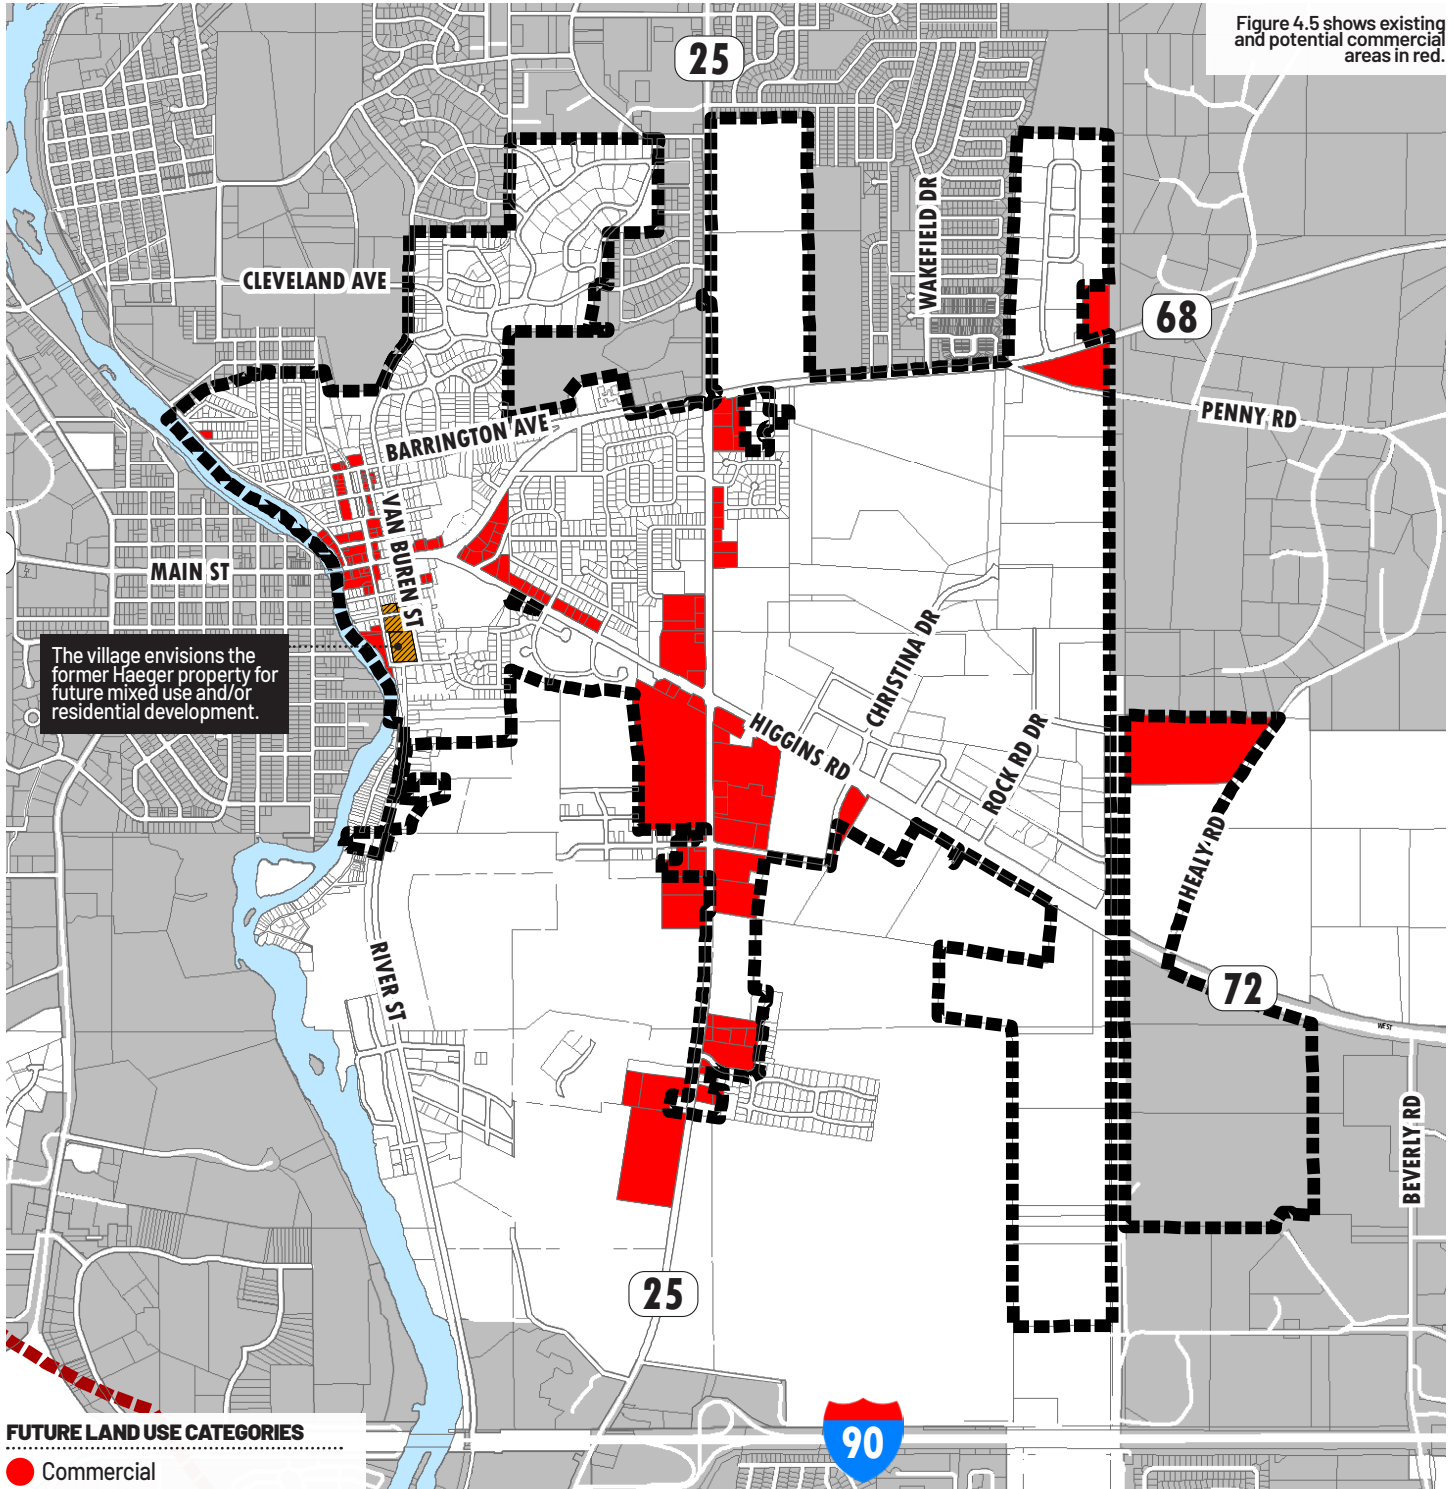 Figure 4.5 shows existing
and potential commercial
areas in red.
25
WAKEFIELD DR
CLEVELAND AVE
68
PENNY RD
BARRINGTON AVE
VAN BUREN ST
MAIN ST
The village envisions the
former Haeger property for
future mixed use and/or
residential development.
CHRISTINA DR
HIGGINS RD
ROCK RD DR
HEALY RD
RIVER ST
72
WEST
BEVERLY RD
25
90
FUTURE LAND USE CATEGORIES
Commercial